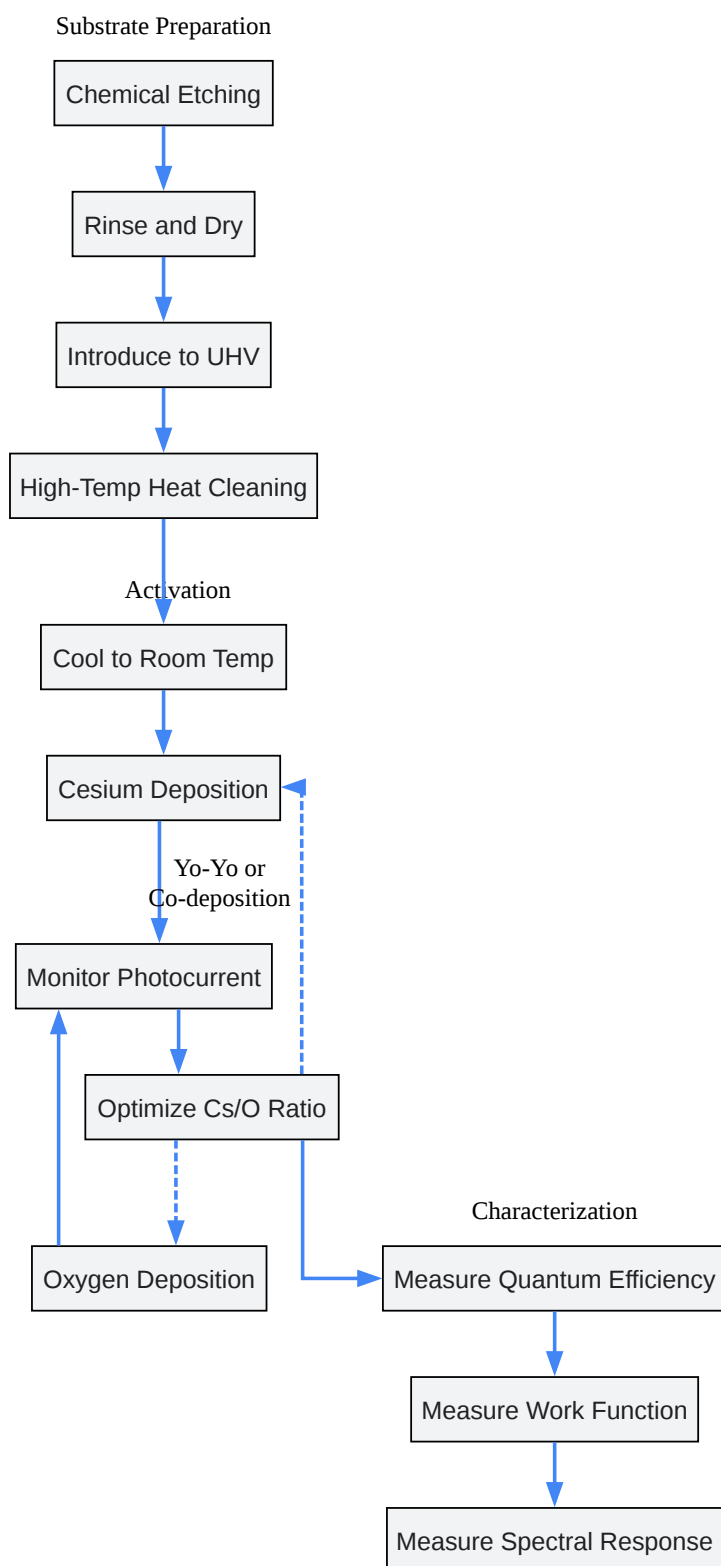 Substrate Preparation
Chemical Etching
Rinse and Dry
Introduce to UHV
High-Temp Heat Cleaning
Activation
Cool to Room Temp
Cesium Deposition
Yo-Yo or
Co-deposition
Monitor Photocurrent
Optimize Cs/O Ratio
Oxygen Deposition
Characterization
Measure Quantum Efficiency
Measure Work Function
Measure Spectral Response